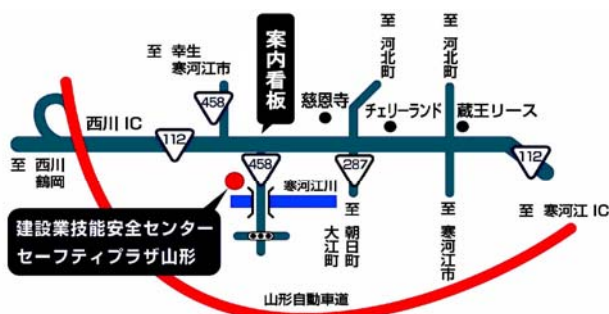 案内看板
至 河北町
至 河北町
至 幸生
寒河江市
458
慈恩寺
チェリーランド
蔵王リース
西川 IC
112
至 西川
鶴岡
458
287
112
寒河江川
至 寒河江 IC
建設業技能安全センター
セーフティプラザ山形
至 朝日町
大江町
至 寒河江市
山形自動車道